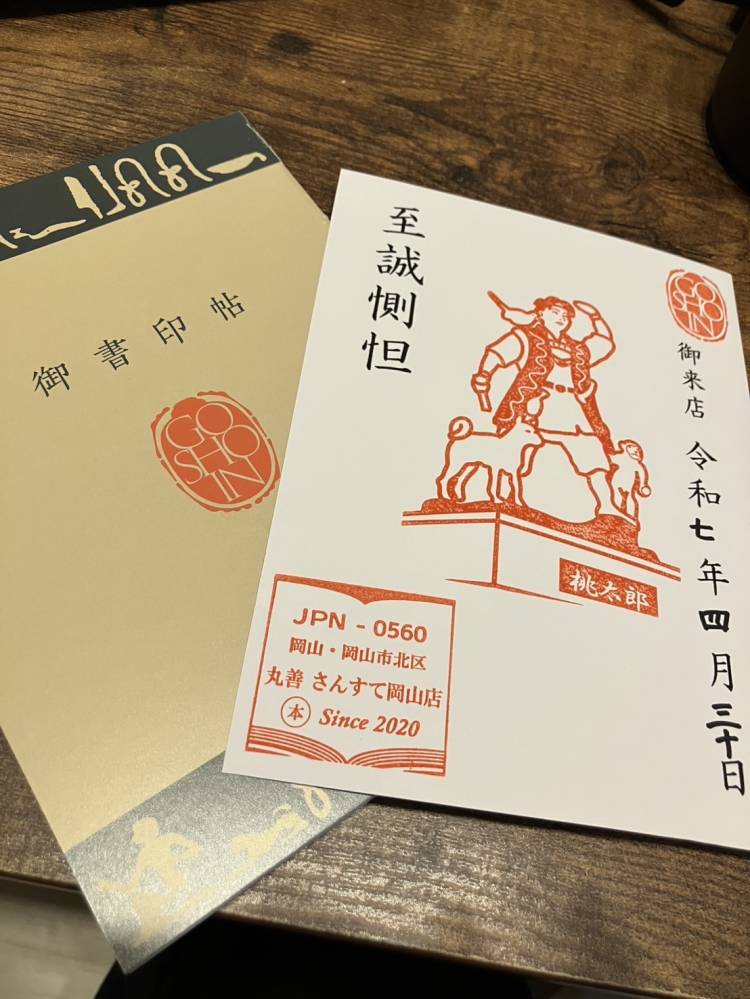 御書印帖
GO
SHO
IN
至誠惻怛
GO
SHO
IN
御来店 令和七年四月三十日
桃太郎
JPN - 0560
岡山・岡山市北区
丸善 さんすて岡山店
本 Since 2020